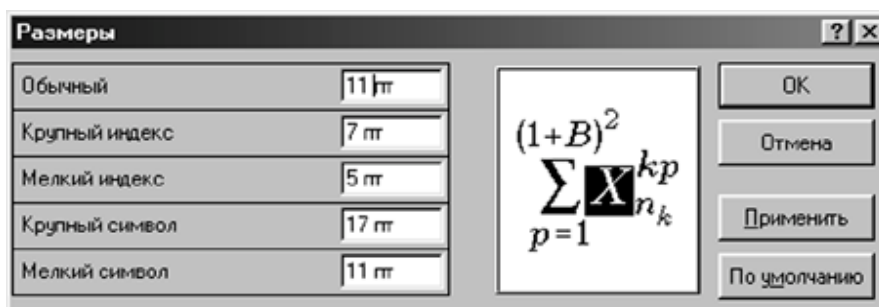 Размеры
Обычный 11 пт
Крупный индекс 7 пт
Мелкий индекс 5 пт
Крупный символ 17 пт
Мелкий символ 11 пт
(1+B)²
∑ X kp nk
p=1
OK
Отмена
Применить
По умолчанию